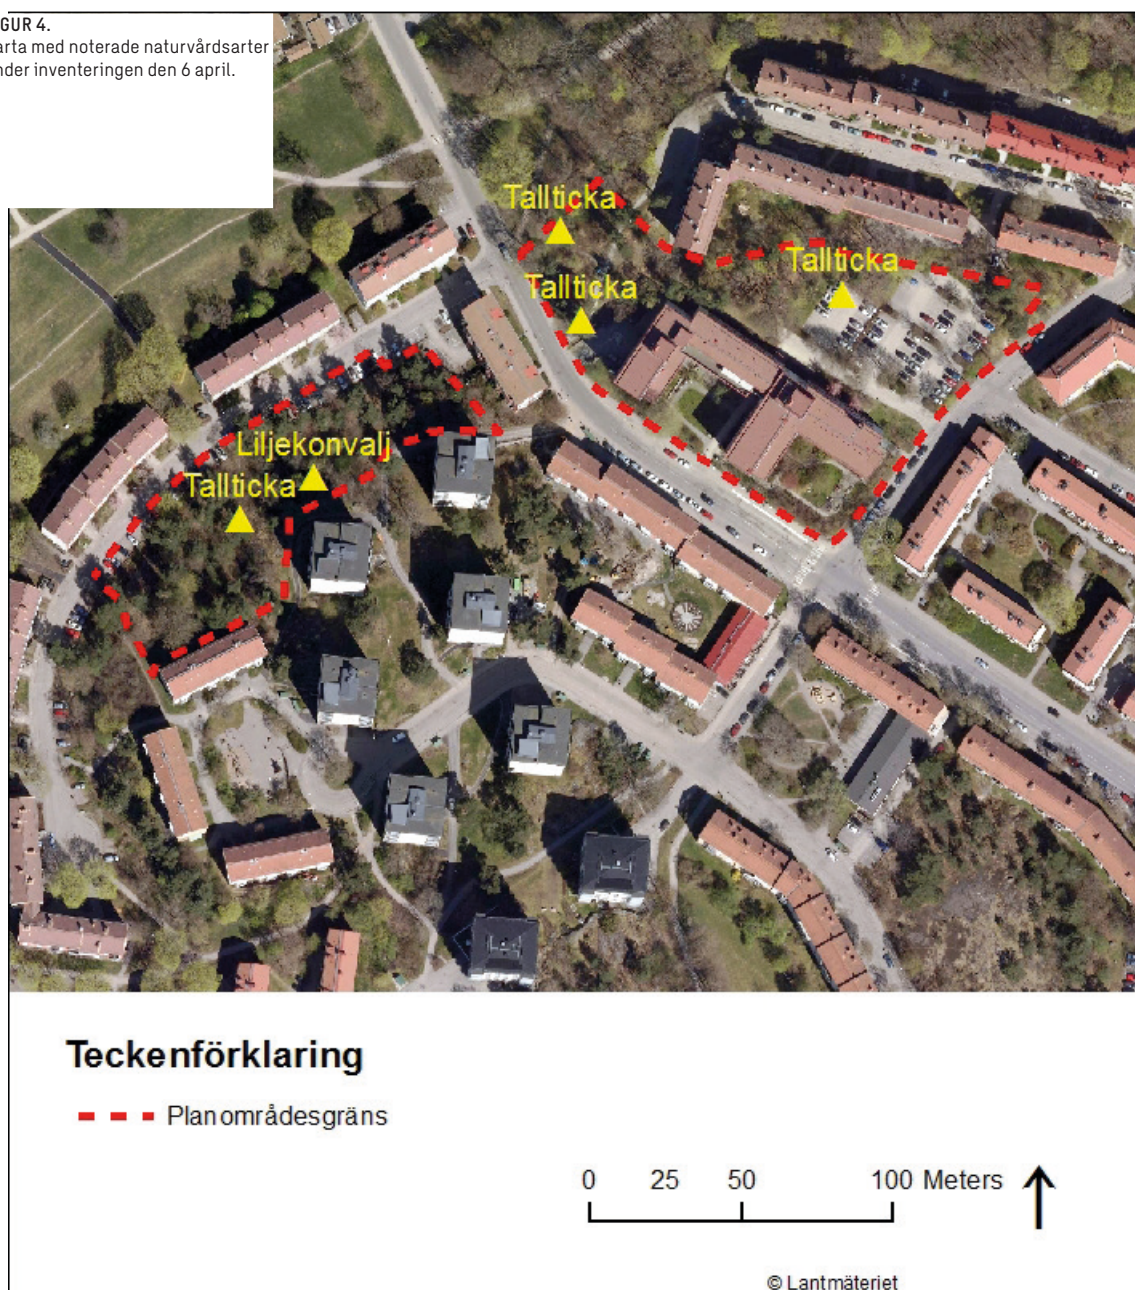 GUR 4.
arta med noterade naturvårdsarter
nder inventeringen den 6 april.
Tallticka
Tallticka
Tallticka
Liljekonvalj
Tallticka
Teckenförklaring
Planområdesgräns
0 25 50 100 Meters
© Lantmäteriet